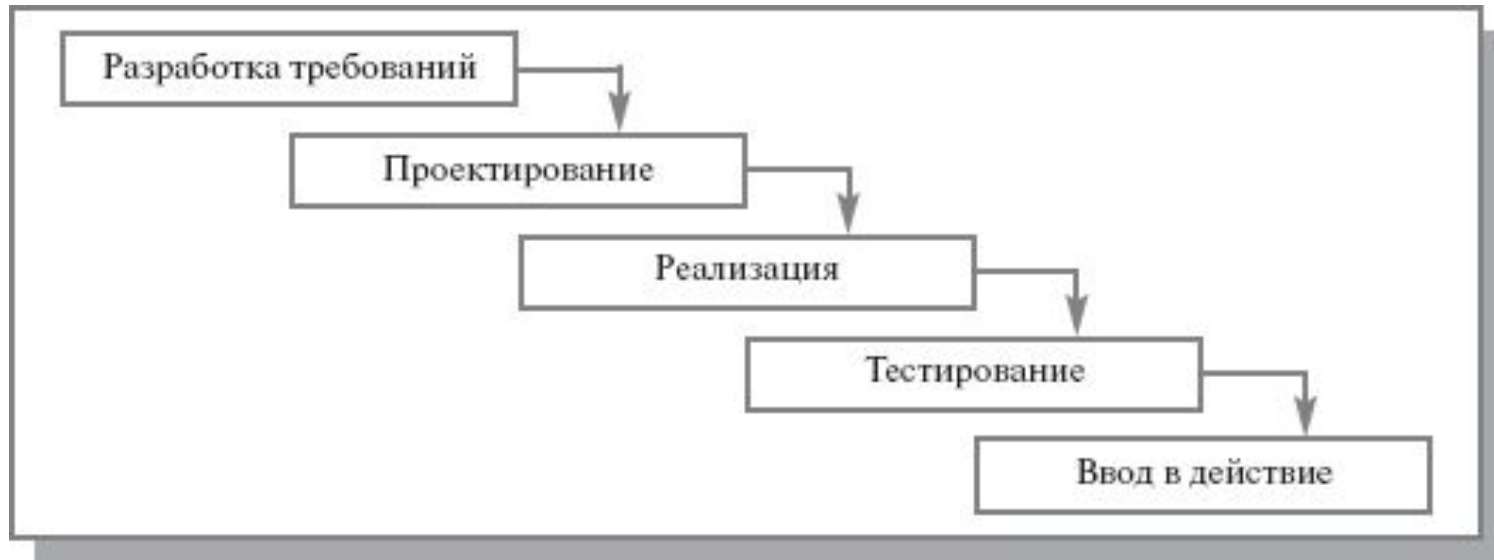 Разработка требований
Проектирование
Реализация
Тестирование
Ввод в действие